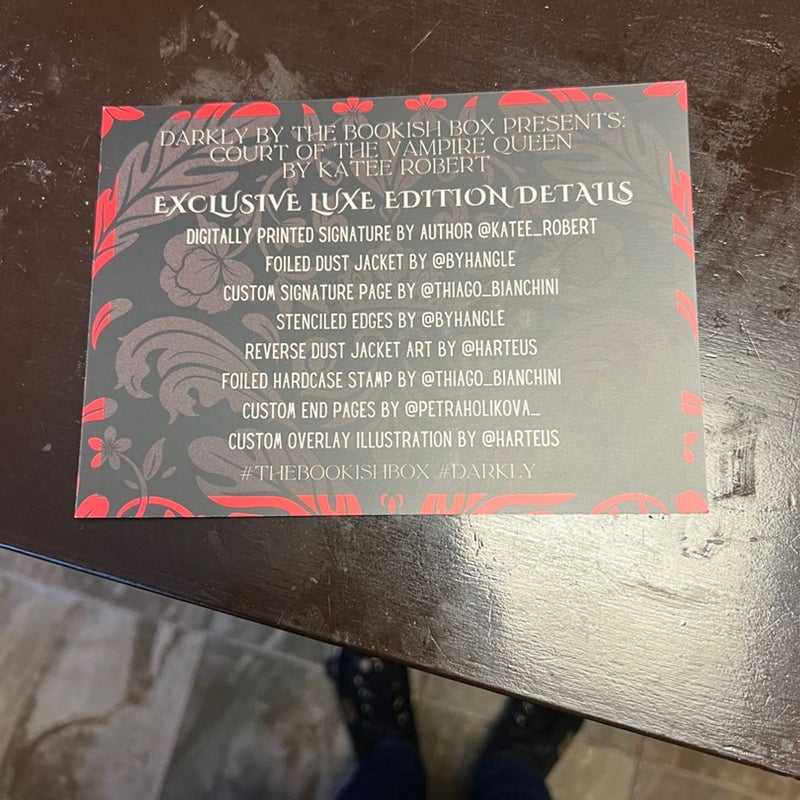 DARKLY BY THE BOOKISH BOX PRESENTS:
COURT OF THE VAMPIRE QUEEN
BY KATEE ROBERT
EXCLUSIVE LUXE EDITION DETAILS
DIGITALLY PRINTED SIGNATURE BY AUTHOR @KATEE_ROBERT
FOILED DUST JACKET BY @BYHANGLE
CUSTOM SIGNATURE PAGE BY @THIAGO_BIANCHINI
STENCILED EDGES BY @BYHANGLE
REVERSE DUST JACKET ART BY @HARTEUS
FOILED HARDCASE STAMP BY @THIAGO_BIANCHINI
CUSTOM END PAGES BY @PETRAHOLIKOVA_
CUSTOM OVERLAY ILLUSTRATION BY @HARTEUS
#THEBOOKISHBOX #DARKLY